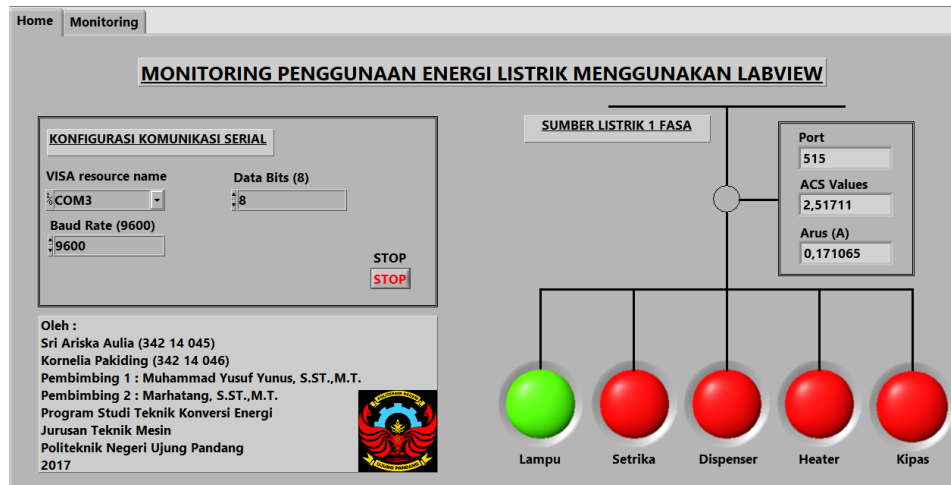 Home
Monitoring
MONITORING PENGGUNAAN ENERGI LISTRIK MENGGUNAKAN LABVIEW
KONFIGURASI KOMUNIKASI SERIAL
VISA resource name
COM3
Data Bits (8)
8
Baud Rate (9600)
9600
STOP
STOP
Oleh :
Sri Ariska Aulia (342 14 045)
Kornelia Pakiding (342 14 046)
Pembimbing 1 : Muhammad Yusuf Yunus, S.ST.,M.T.
Pembimbing 2 : Marhatang, S.ST.,M.T.
Program Studi Teknik Konversi Energi
Jurusan Teknik Mesin
Politeknik Negeri Ujung Pandang
2017
POLITEKNIK NEGERI
UJUNG PANDANG
SUMBER LISTRIK 1 FASA
Port
515
ACS Values
2,51711
Arus (A)
0,171065
Lampu
Setrika
Dispenser
Heater
Kipas